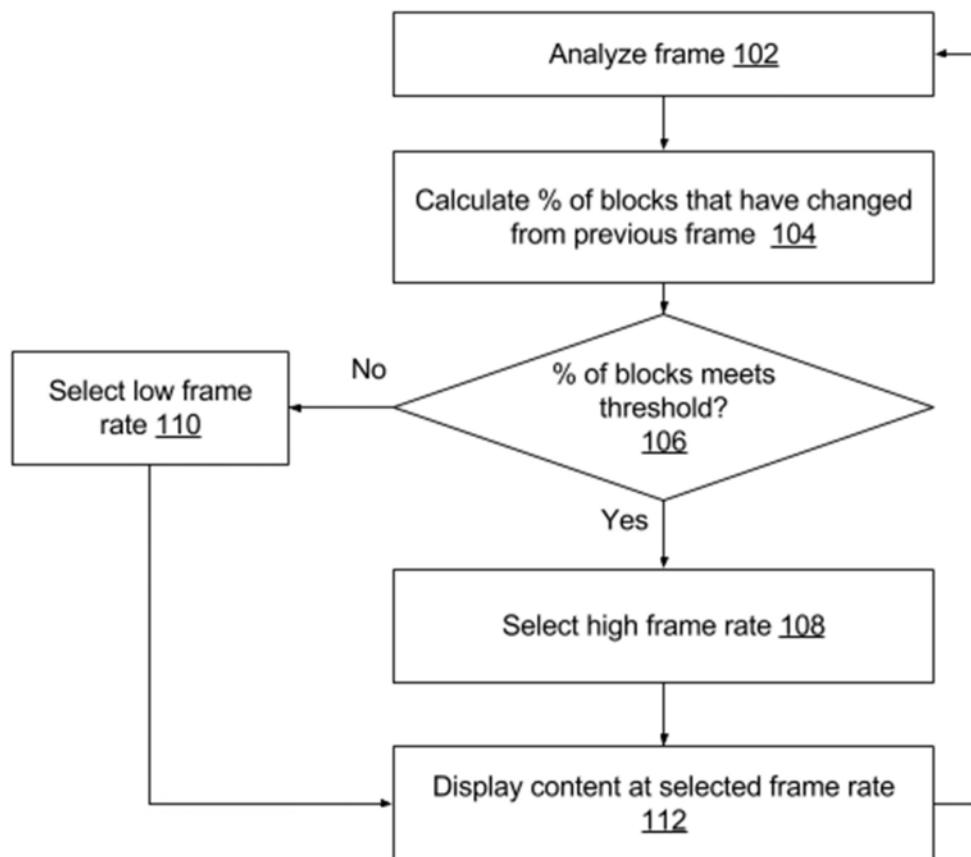 Analyze frame 102
Calculate % of blocks that have changed
from previous frame 104
% of blocks meets
threshold?
106
No
Select low frame
rate 110
Yes
Select high frame rate 108
Display content at selected frame rate
112